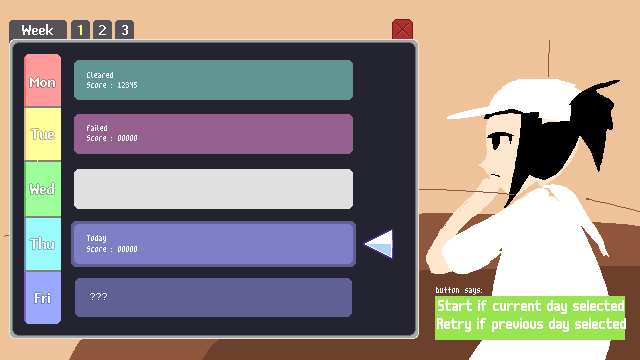 Week 1 2 3
Mon
Cleared
Score : 12345
Tue
Failed
Score : 00000
Wed
Thu
Today
Score : 00000
Fri
???
button says:
Start if current day selected
Retry if previous day selected